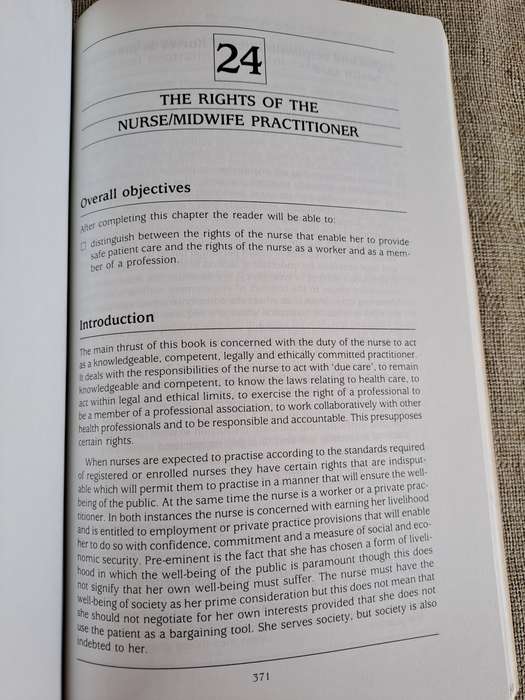 24
THE RIGHTS OF THE
NURSE/MIDWIFE PRACTITIONER
Overall objectives
After completing this chapter the reader will be able to:
□ distinguish between the rights of the nurse that enable her to provide
safe patient care and the rights of the nurse as a worker and as a mem-
ber of a profession.
Introduction
The main thrust of this book is concerned with the duty of the nurse to act
as a knowledgeable, competent, legally and ethically committed practitioner.
It deals with the responsibilities of the nurse to act with 'due care', to remain
knowledgeable and competent, to know the laws relating to health care, to
act within legal and ethical limits, to exercise the right of a professional to
be a member of a professional association, to work collaboratively with other
health professionals and to be responsible and accountable. This presupposes
certain rights.
When nurses are expected to practise according to the standards required
of registered or enrolled nurses they have certain rights that are indisput-
able which will permit them to practise in a manner that will ensure the well-
being of the public. At the same time the nurse is a worker or a private prac-
titioner. In both instances the nurse is concerned with earning her livelihood
and is entitled to employment or private practice provisions that will enable
her to do so with confidence, commitment and a measure of social and eco-
nomic security. Pre-eminent is the fact that she has chosen a form of liveli-
hood in which the well-being of the public is paramount though this does
not signify that her own well-being must suffer. The nurse must have the
well-being of society as her prime consideration but this does not mean that
she should not negotiate for her own interests provided that she does not
use the patient as a bargaining tool. She serves society, but society is also
indebted to her.
371